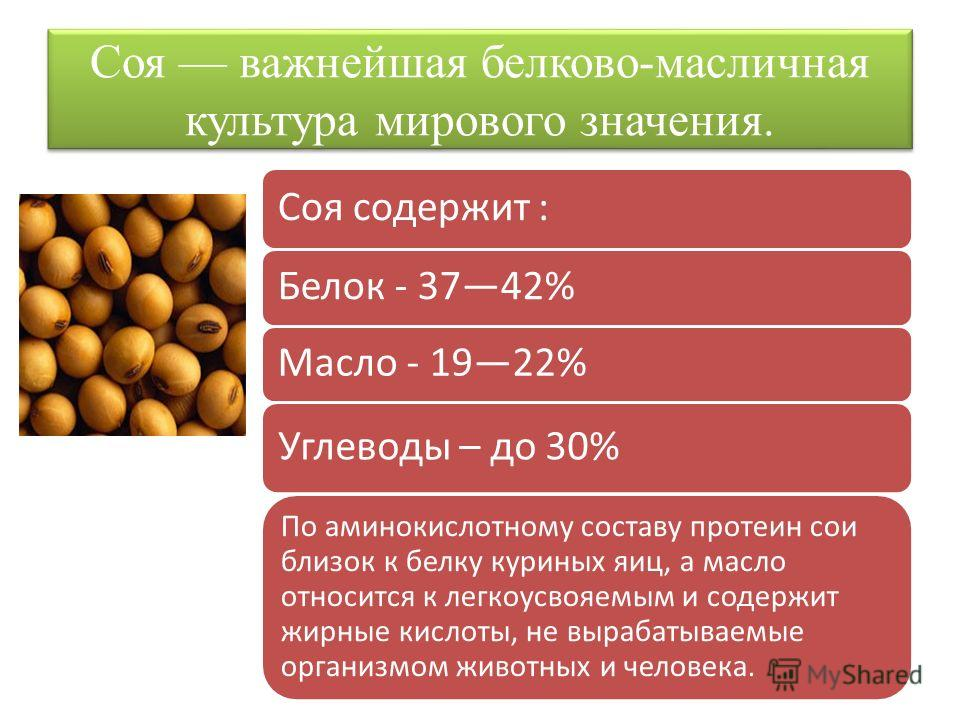 Соя — важнейшая белково-масличная
культура мирового значения.
Соя содержит :
Белок - 37—42%
Масло - 19—22%
Углеводы – до 30%
По аминокислотному составу протеин сои
близок к белку куриных яиц, а масло
относится к легкоусвояемым и содержит
жирные кислоты, не вырабатываемые
организмом животных и человека.
MyShared